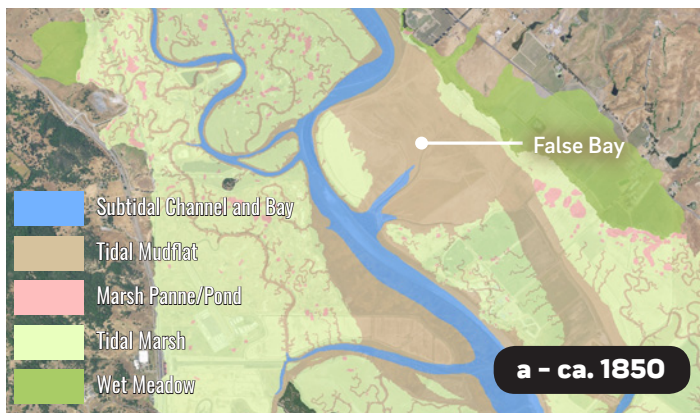 False Bay
Subtidal Channel and Bay
Tidal Mudflat
Marsh Panne/Pond
Tidal Marsh
Wet Meadow
a - ca. 1850